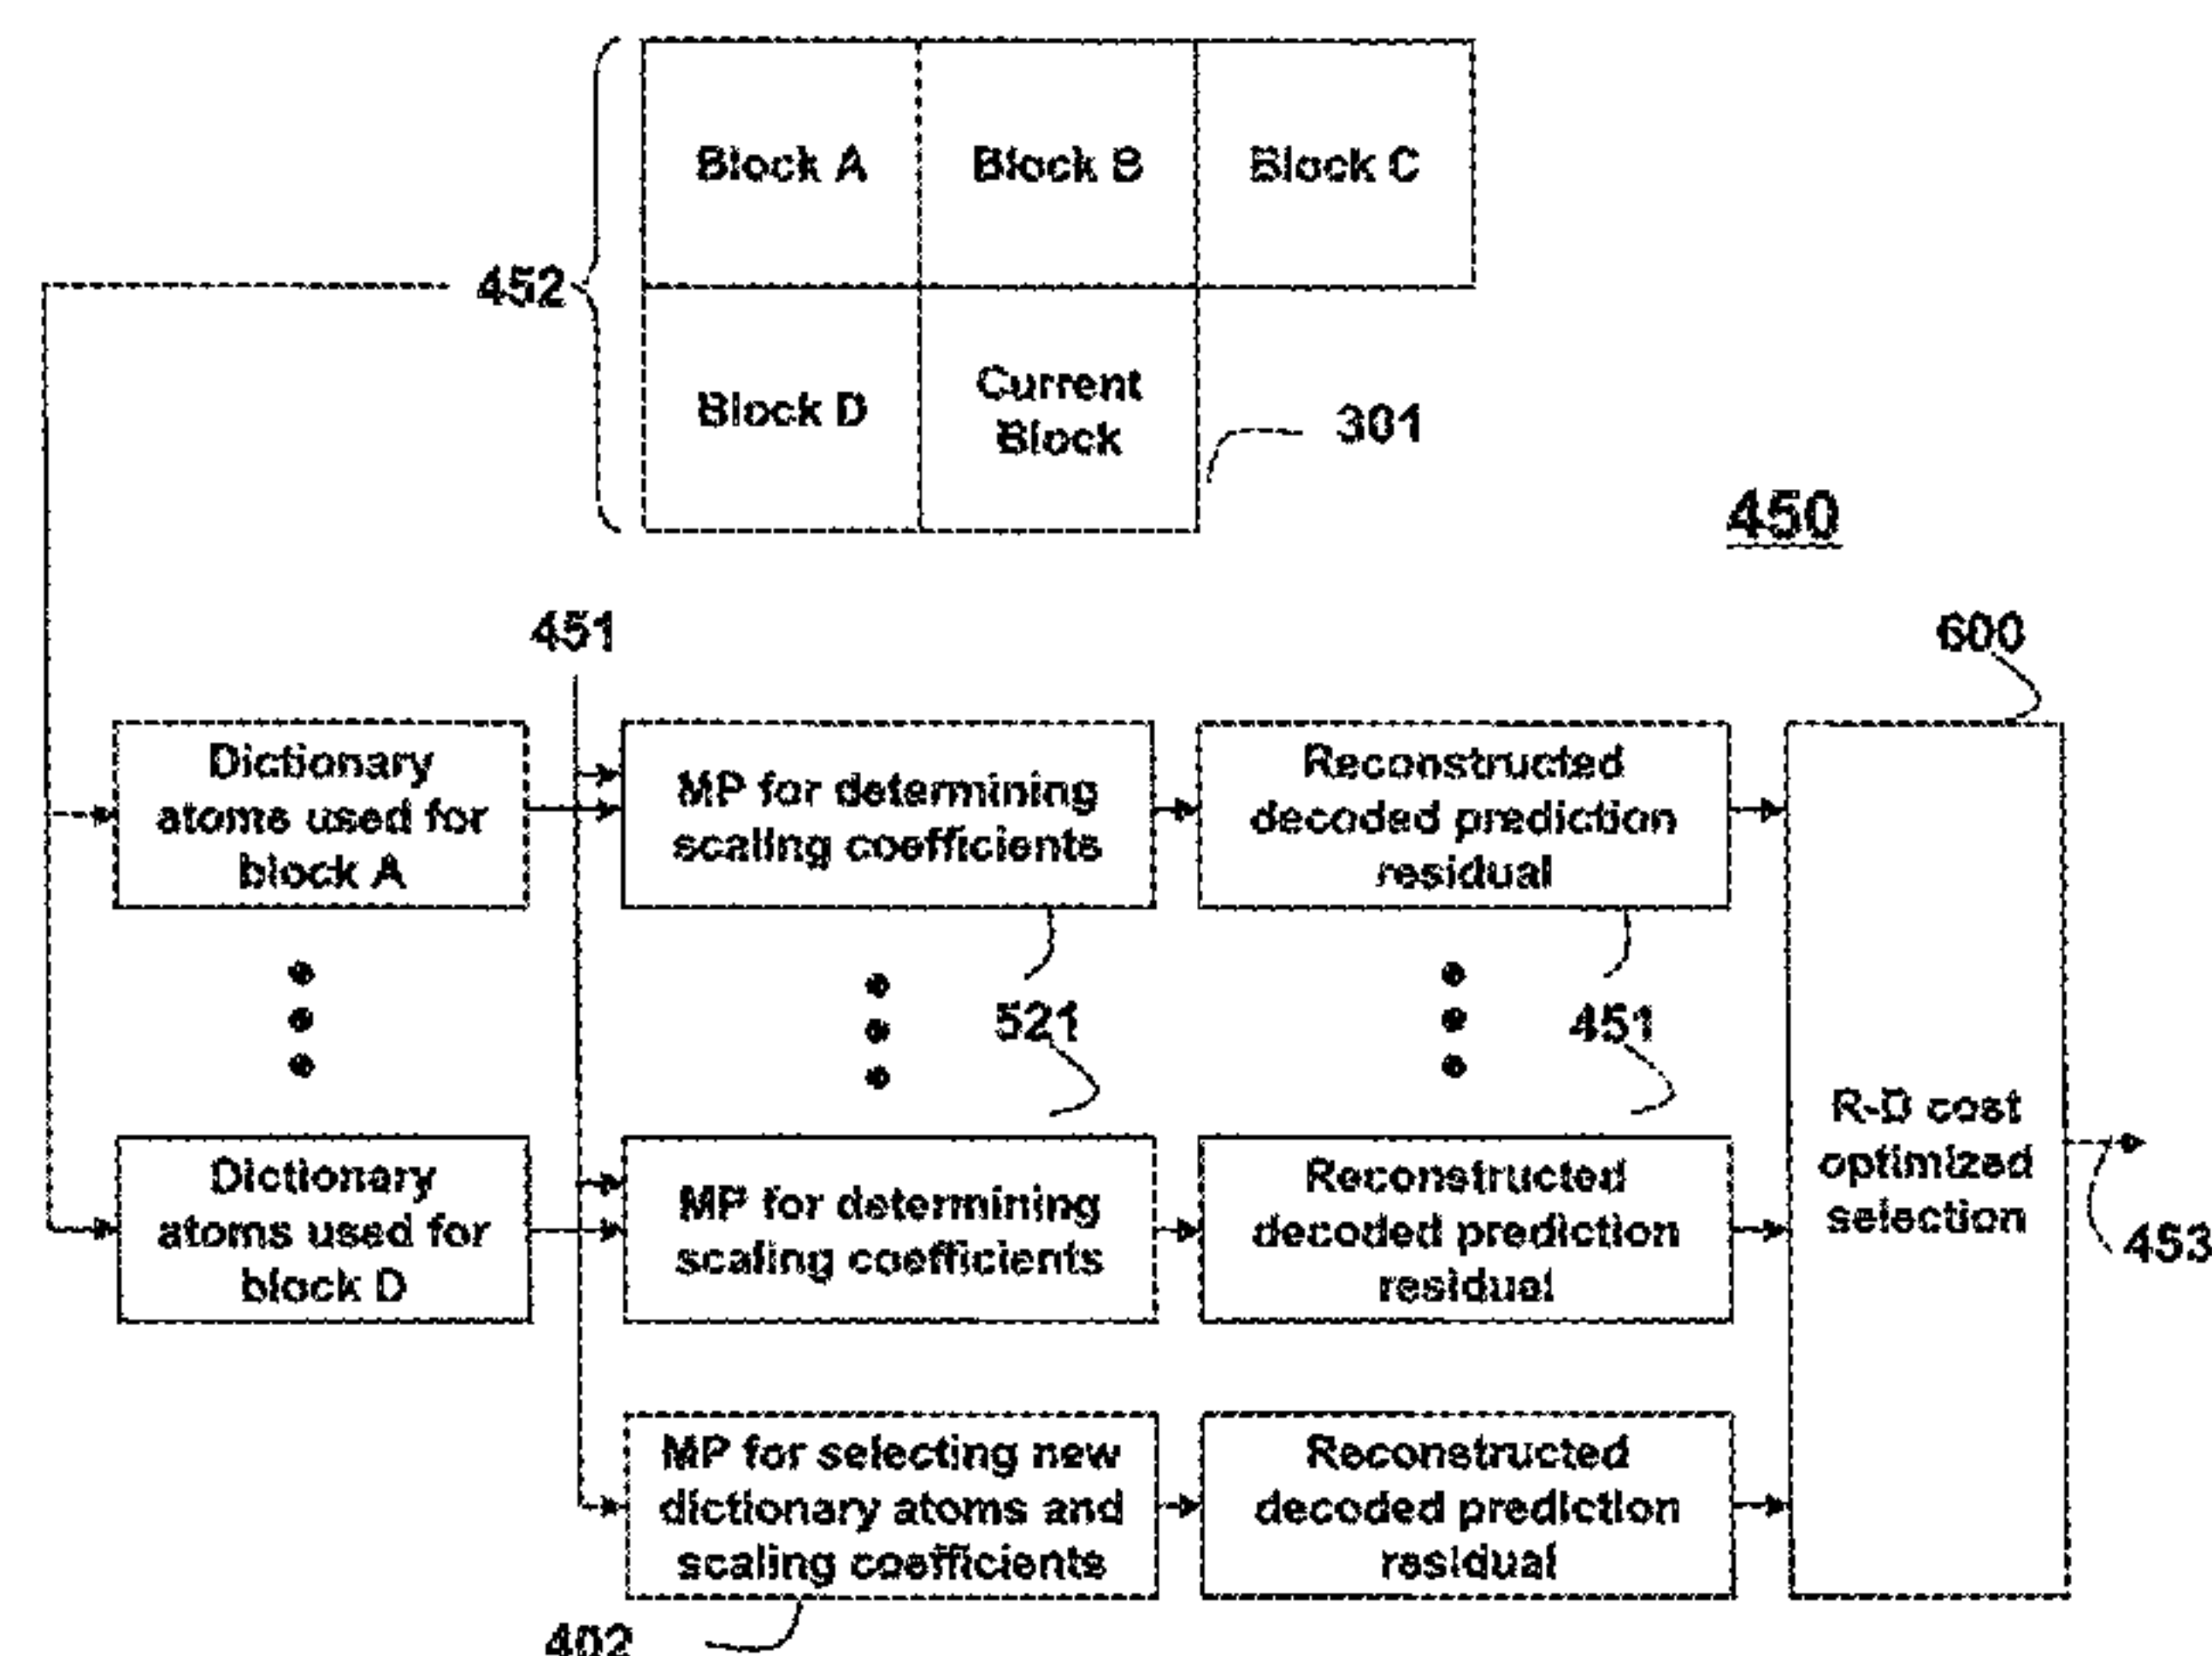 Block A
Block B
Block C
452
Block D
Current
Block
301
450
451
600
Dictionary
atoms used for
block A
MP for determining
scaling coefficients
Reconstructed
decoded prediction
residual
521
451
R-D cost
optimized
selection
453
Dictionary
atoms used for
block D
MP for determining
scaling coefficients
Reconstructed
decoded prediction
residual
MP for selecting new
dictionary atoms and
scaling coefficients
Reconstructed
decoded prediction
residual
402